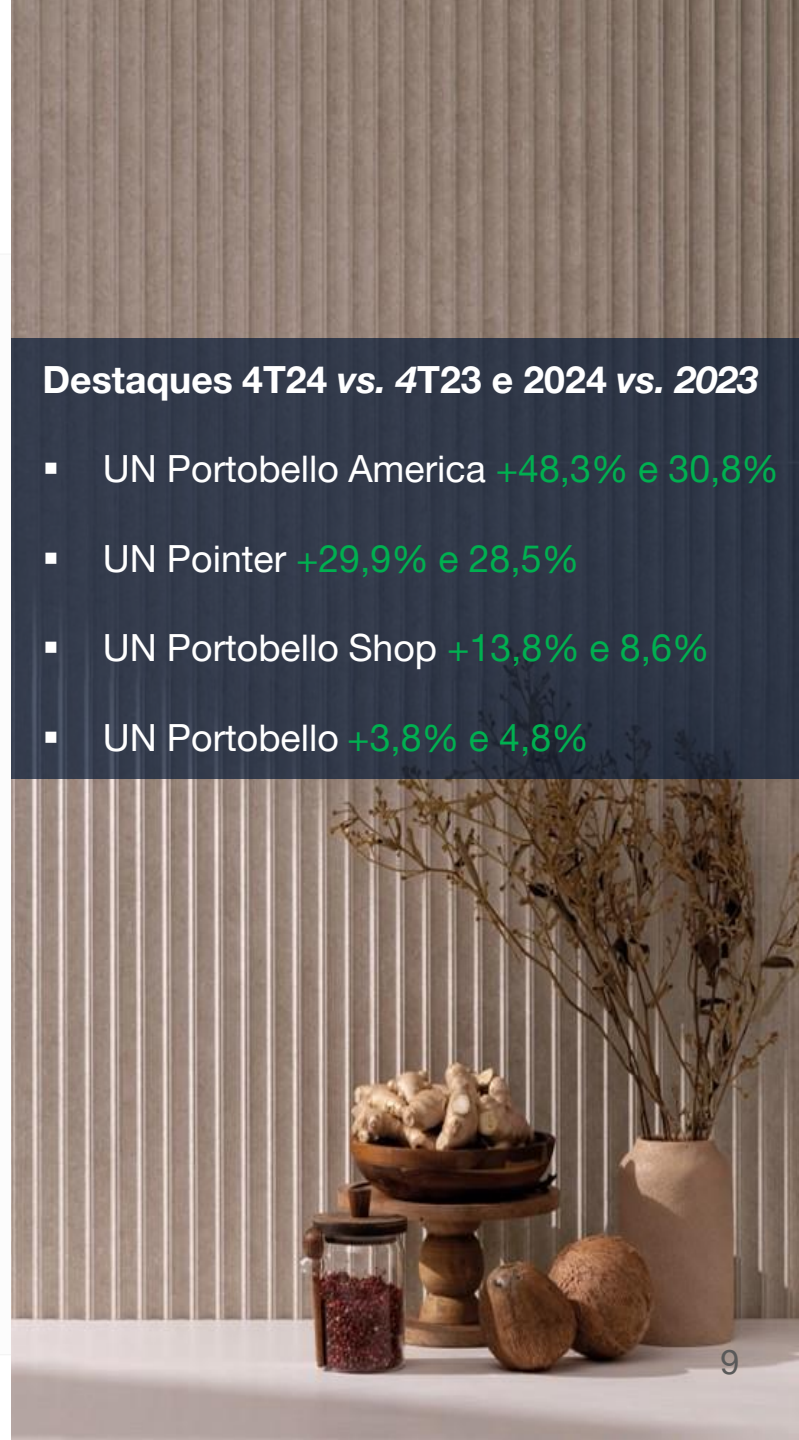 Destaques 4T24 vs. 4T23 e 2024 vs. 2023
▪ UN Portobello America +48,3% e 30,8%
▪ UN Pointer +29,9% e 28,5%
▪ UN Portobello Shop +13,8% e 8,6%
▪ UN Portobello +3,8% e 4,8%
9